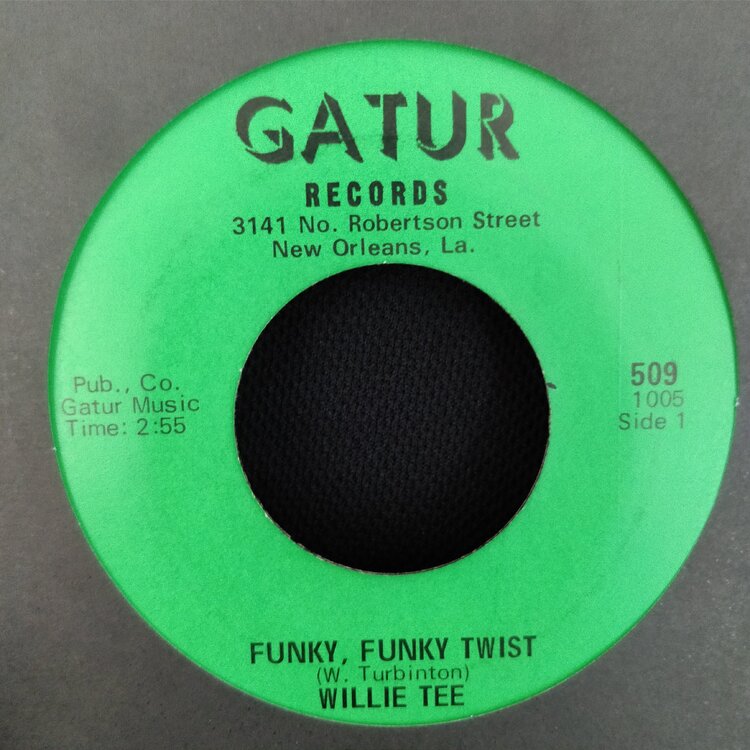 GATUR
RECORDS
3141 No. Robertson Street
New Orleans, La.
Pub., Co.
Gatur Music
Time: 2:55
509
1005
Side 1
FUNKY, FUNKY TWIST
(W. Turbinton)
WILLIE TEE